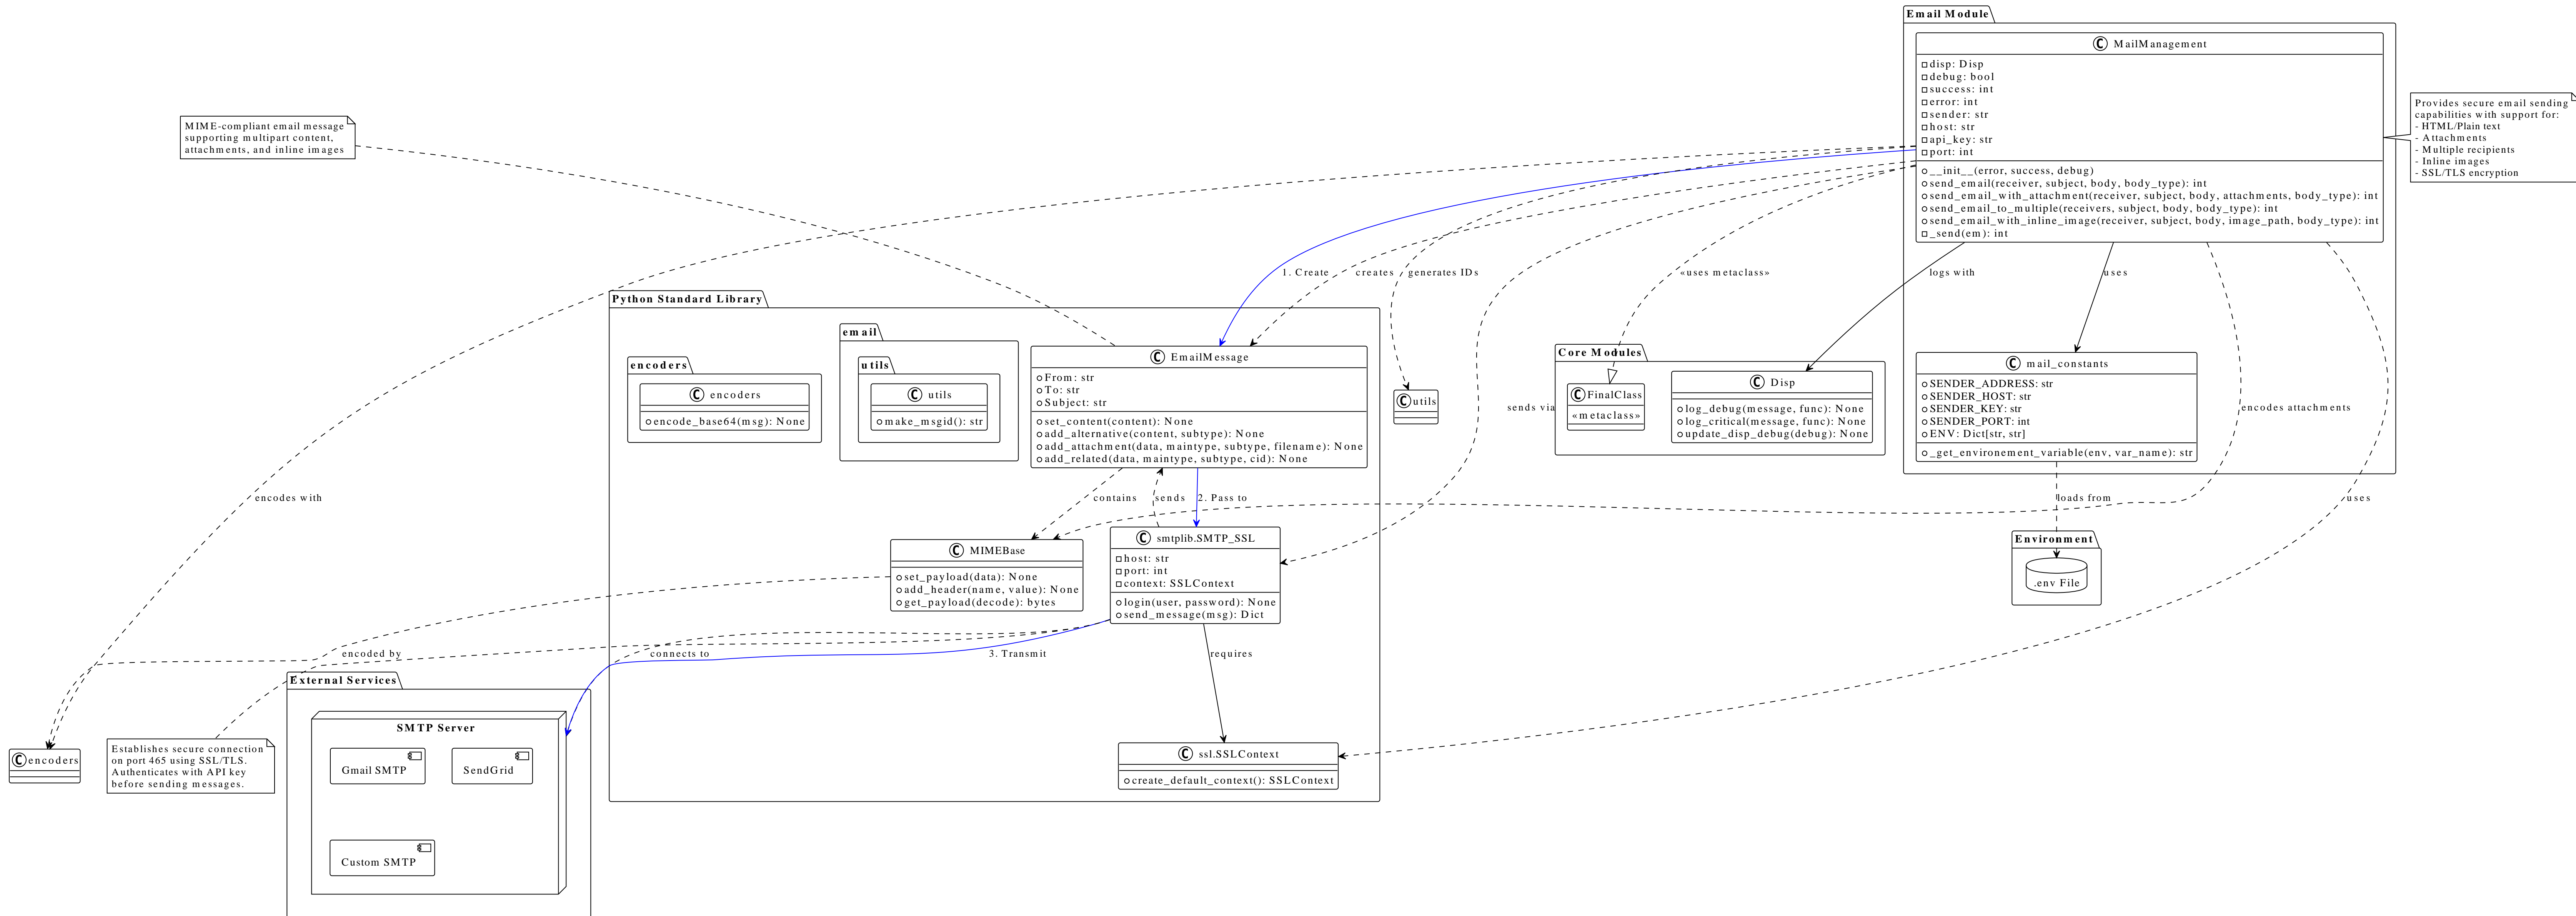 Email Module
MailManagement
disp: Disp
debug: bool
success: int
error: int
sender: str
host: str
api_key: str
port: int
__init__(error, success, debug)
send_email(receiver, subject, body, body_type): int
send_email_with_attachment(receiver, subject, body, attachments, body_type): int
send_email_to_multiple(receivers, subject, body, body_type): int
send_email_with_inline_image(receiver, subject, body, image_path, body_type): int
_send(em): int
Provides secure email sending
capabilities with support for:
- HTML/Plain text
- Attachments
- Multiple recipients
- Inline images
- SSL/TLS encryption
MIME-compliant email message
supporting multipart content,
attachments, and inline images
1. Create
creates
generates IDs
«uses metaclass»
logs with
uses
Python Standard Library
encoders
encoders
encode_base64(msg): None
email
utils
utils
make_msgid(): str
EmailMessage
From: str
To: str
Subject: str
set_content(content): None
add_alternative(content, subtype): None
add_attachment(data, maintype, subtype, filename): None
add_related(data, maintype, subtype, cid): None
utils
sends via
Core Modules
FinalClass
«metaclass»
Disp
log_debug(message, func): None
log_critical(message, func): None
update_disp_debug(debug): None
mail_constants
SENDER_ADDRESS: str
SENDER_HOST: str
SENDER_KEY: str
SENDER_PORT: int
ENV: Dict[str, str]
_get_environement_variable(env, var_name): str
encodes attachments
encodes with
contains
sends
2. Pass to
loads from
uses
MIMEBase
set_payload(data): None
add_header(name, value): None
get_payload(decode): bytes
smtplib.SMTP_SSL
host: str
port: int
context: SSLContext
login(user, password): None
send_message(msg): Dict
Environment
.env File
encoded by
connects to
3. Transmit
requires
External Services
SMTP Server
Gmail SMTP
SendGrid
Custom SMTP
encoders
Establishes secure connection
on port 465 using SSL/TLS.
Authenticates with API key
before sending messages.
ssl.SSLContext
create_default_context(): SSLContext